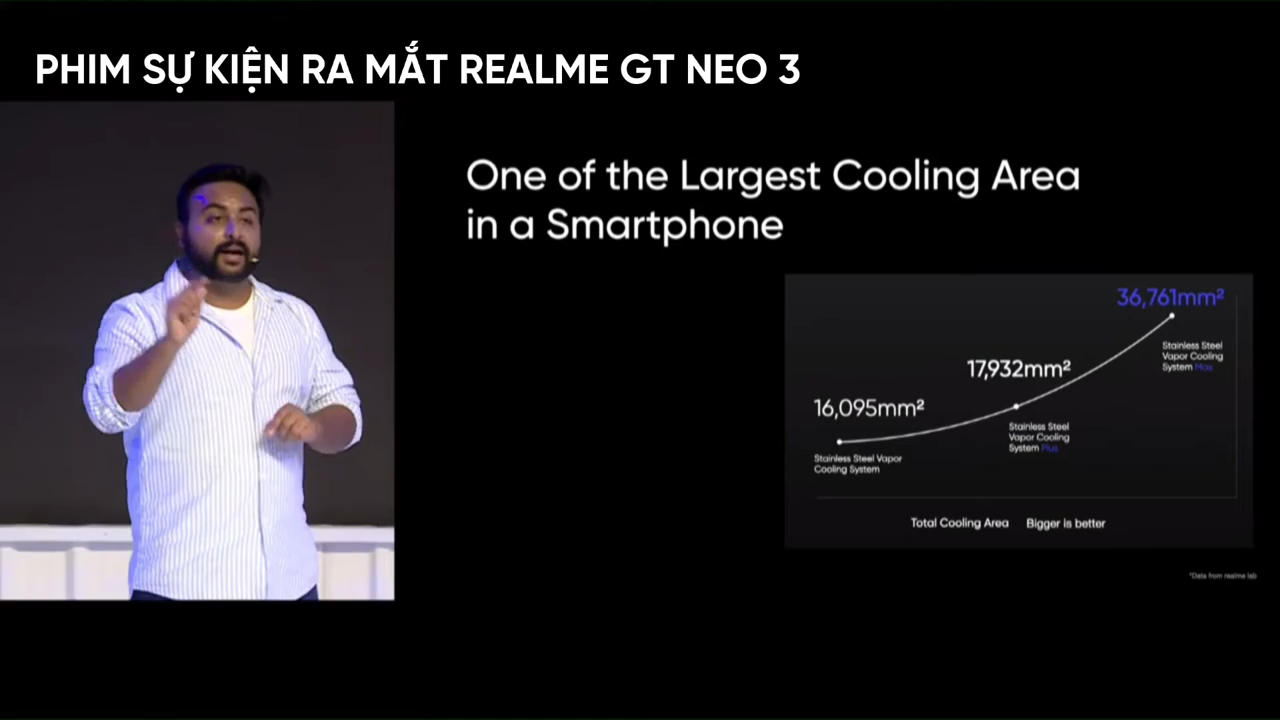 PHIM SỰ KIỆN RA MẮT REALME GT NEO 3
One of the Largest Cooling Area
in a Smartphone
36,761mm²
Stainless Steel
Vapor Cooling
System Max
17,932mm²
Stainless Steel
Vapor Cooling
System Plus
16,095mm²
Stainless Steel Vapor
Cooling System
Total Cooling Area Bigger is better
*Data from realme lab